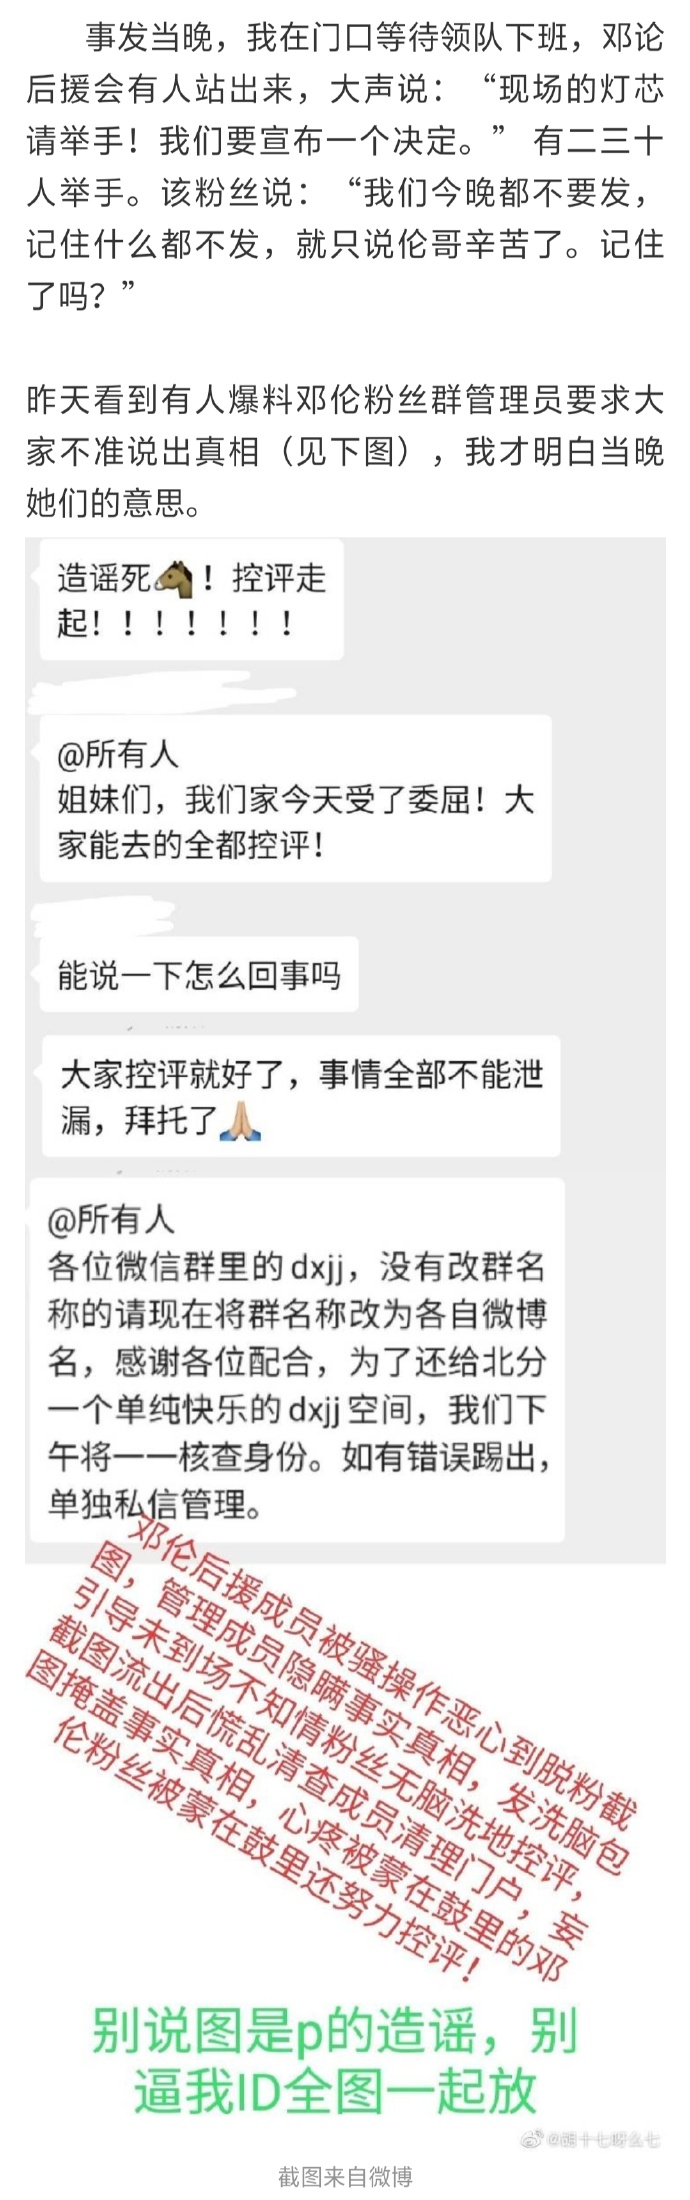 事发当晚，我在门口等待领队下班，邓论
后援会有人站出来，大声说：“现场的灯芯
请举手！我们要宣布一个决定。” 有二三十
人举手。该粉丝说：“我们今晚都不要发，
记住什么都不发，就只说伦哥辛苦了。记住
了吗？”
昨天看到有人爆料邓伦粉丝群管理员要求大
家不准说出真相（见下图），我才明白当晚
她们的意思。
造谣死🐴！控评走
起！！！！！！！
@所有人
姐妹们，我们家今天受了委屈！大
家能去的全都控评！
能说一下怎么回事吗
大家控评就好了，事情全部不能泄
漏，拜托了🙏🏼
@所有人
各位微信群里的dxjj，没有改群名
称的请现在将群名称改为各自微博
名，感谢各位配合，为了还给北分
一个单纯快乐的dxjj空间，我们下
午将一一核查身份。如有错误踢出，
单独私信管理。
邓伦后援成员被骚操作恶心到脱粉截
图，管理成员隐瞒事实真相，发洗脑包
引导未到场不知情粉丝无脑洗地控评，
截图流出后慌乱清查成员清理门户，妄
图掩盖事实真相，心疼被蒙在鼓里的邓
伦粉丝被蒙在鼓里还努力控评！
别说图是p的造谣，别
逼我ID全图一起放
@胡十七呀么七
截图来自微博